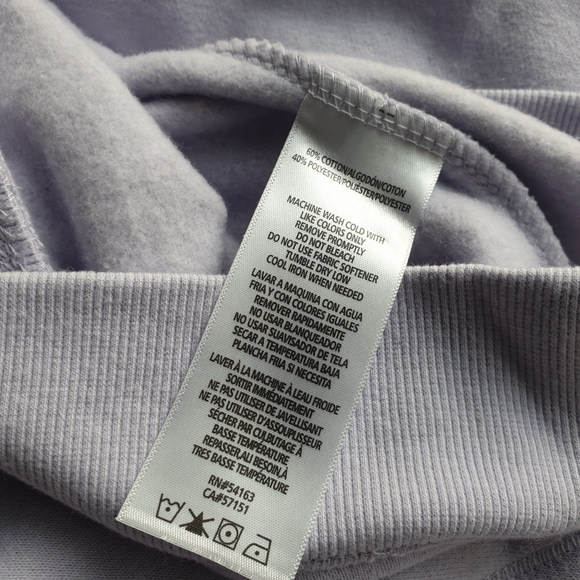 60% COTTON/ALGODÓN/COTON
40% POLYESTER/POLIÉSTER/POLYESTER
MACHINE WASH COLD WITH
LIKE COLORS ONLY
REMOVE PROMPTLY
DO NOT BLEACH
DO NOT USE FABRIC SOFTENER
TUMBLE DRY LOW
COOL IRON WHEN NEEDED
LAVAR A MAQUINA CON AGUA
FRIA Y CON COLORES IGUALES
REMOVER RAPIDAMENTE
NO USAR BLANQUEADOR
NO USAR SUAVISADOR DE TELA
SECAR A TEMPERATURA BAJA
PLANCHA FRIA SI NECESITA
LAVER À LA MACHINE À LEAU FROIDE
SORTIR IMMÉDIATEMENT
NE PAS UTILISER DE JAVELLISANT
NE PAS UTILISER D'ASSOUPLISSEUR
SÉCHER PAR CULBUTAGE À
BASSE TEMPÉRATURE
REPASSER,AU BESOIN,À
TRES BASSE TEMPÉRATURE
RN#54163
CA#57151